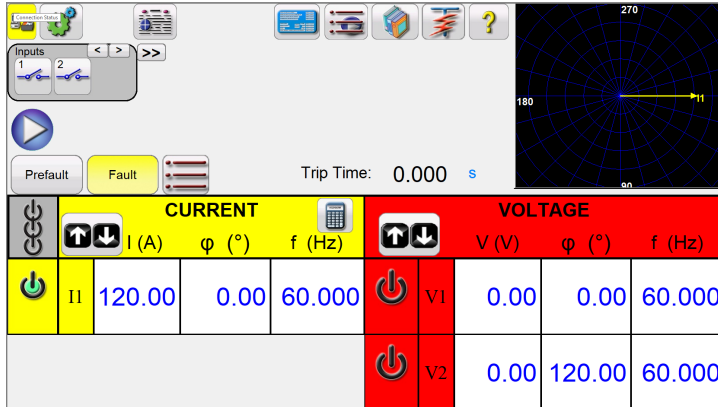 Connection Status
?
270
Inputs
< > >>
1 2
180
I1
Prefault Fault Trip Time: 0.000 s
90
CURRENT VOLTAGE
I (A) φ (°) f (Hz) V (V) φ (°) f (Hz)
I1 120.00 0.00 60.000 V1 0.00 0.00 60.000
V2 0.00 120.00 60.000